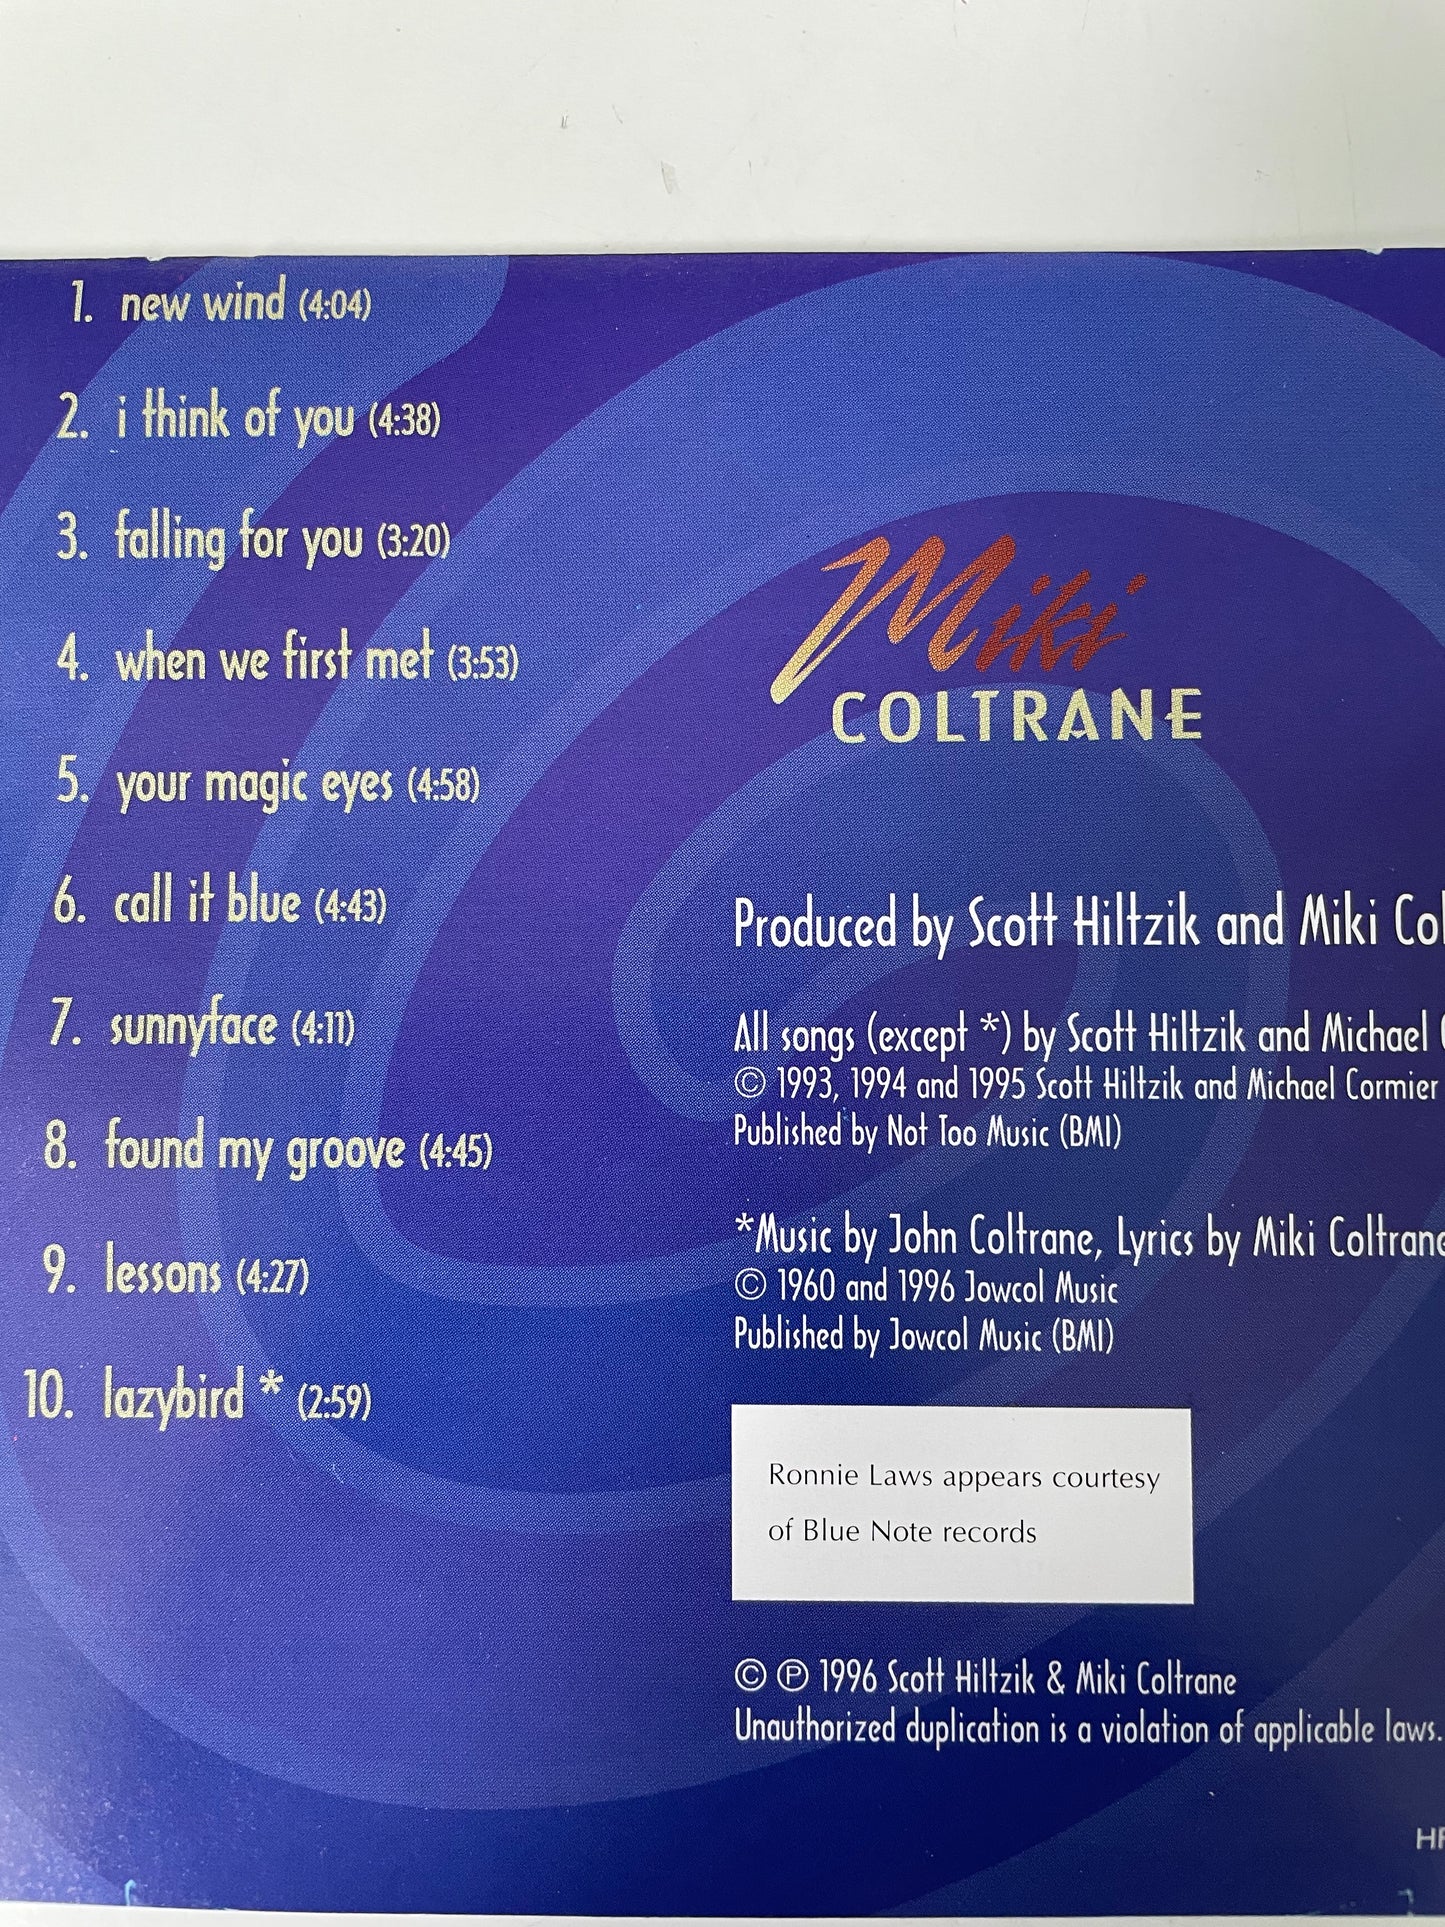 1. new wind (4:04)
2. i think of you (4:38)
3. falling for you (3:20)
4. when we first met (3:53)
5. your magic eyes (4:58)
6. call it blue (4:43)
7. sunnyface (4:11)
8. found my groove (4:45)
9. lessons (4:27)
10. lazybird * (2:59)
Miki
COLTRANE
Produced by Scott Hiltzik and Miki
All songs (except *) by Scott Hiltzik and Michael
© 1993, 1994 and 1995 Scott Hiltzik and Michael Cormier
Published by Not Too Music (BMI)
*Music by John Coltrane, Lyrics by Miki Coltrane
© 1960 and 1996 Jowcol Music
Published by Jowcol Music (BMI)
Ronnie Laws appears courtesy
of Blue Note records
© ℗ 1996 Scott Hiltzik & Miki Coltrane
Unauthorized duplication is a violation of applicable laws.